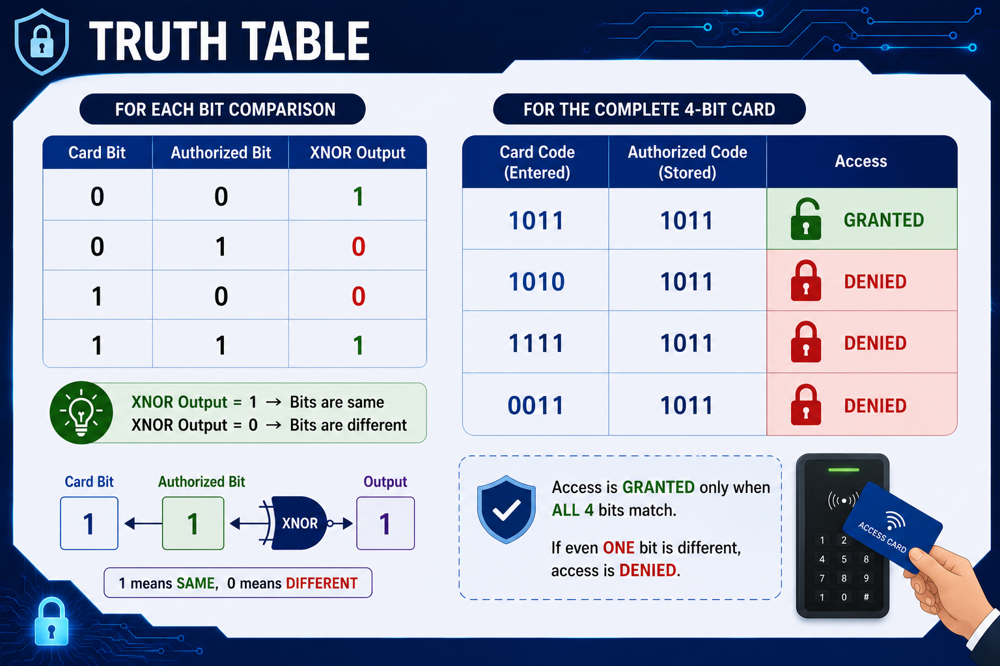 TRUTH TABLE
FOR EACH BIT COMPARISON
Card Bit Authorized Bit XNOR Output
0 0 1
0 1 0
1 0 0
1 1 1
XNOR Output = 1 → Bits are same
XNOR Output = 0 → Bits are different
Card Bit Authorized Bit Output
1 1 XNOR 1
1 means SAME, 0 means DIFFERENT
FOR THE COMPLETE 4-BIT CARD
Card Code (Entered) Authorized Code (Stored) Access
1011 1011 GRANTED
1010 1011 DENIED
1111 1011 DENIED
0011 1011 DENIED
Access is GRANTED only when
ALL 4 bits match.
If even ONE bit is different,
access is DENIED.
ACCESS CARD
1 2
4 5 8
7 8 9
1 0 #